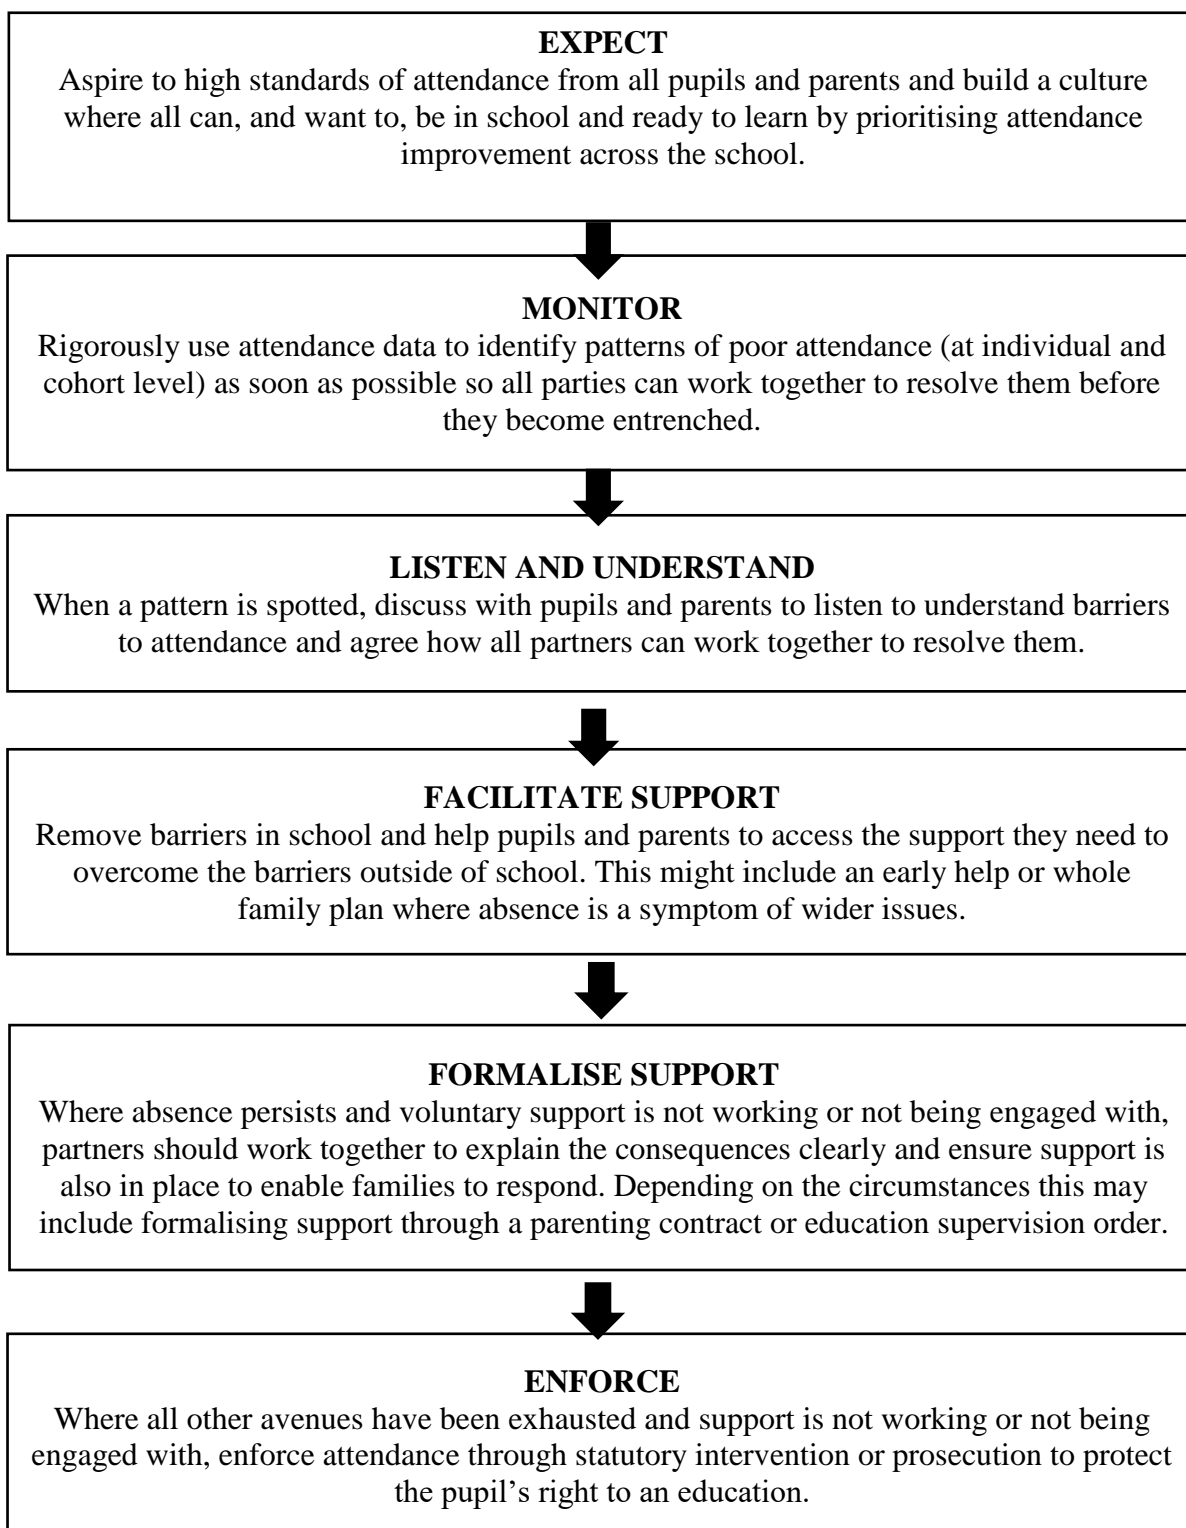 EXPECT
Aspire to high standards of attendance from all pupils and parents and build a culture
where all can, and want to, be in school and ready to learn by prioritising attendance
improvement across the school.
MONITOR
Rigorously use attendance data to identify patterns of poor attendance (at individual and
cohort level) as soon as possible so all parties can work together to resolve them before
they become entrenched.
LISTEN AND UNDERSTAND
When a pattern is spotted, discuss with pupils and parents to listen to understand barriers
to attendance and agree how all partners can work together to resolve them.
FACILITATE SUPPORT
Remove barriers in school and help pupils and parents to access the support they need to
overcome the barriers outside of school. This might include an early help or whole
family plan where absence is a symptom of wider issues.
FORMALISE SUPPORT
Where absence persists and voluntary support is not working or not being engaged with,
partners should work together to explain the consequences clearly and ensure support is
also in place to enable families to respond. Depending on the circumstances this may
include formalising support through a parenting contract or education supervision order.
ENFORCE
Where all other avenues have been exhausted and support is not working or not being
engaged with, enforce attendance through statutory intervention or prosecution to protect
the pupil’s right to an education.